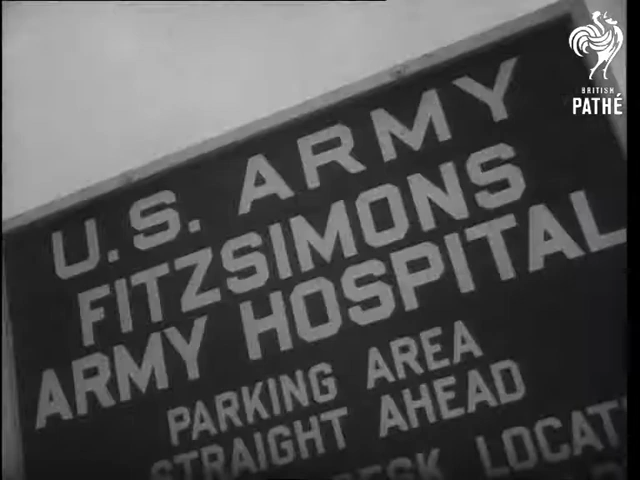 BRITISH
PATHÉ
U.S. ARMY
FITZSIMONS
ARMY HOSPITAL
PARKING AREA
STRAIGHT AHEAD